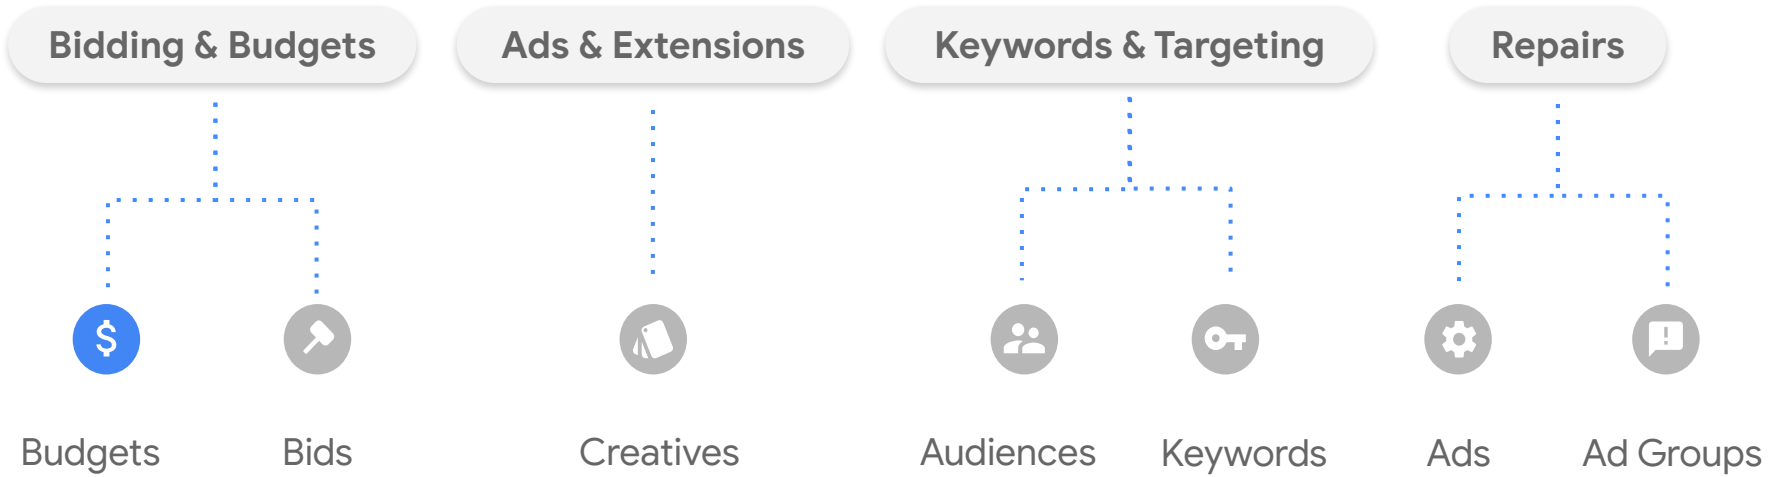 Bidding & Budgets
Ads & Extensions
Keywords & Targeting
Repairs
$
Budgets
Bids
Creatives
Audiences
Keywords
Ads
Ad Groups